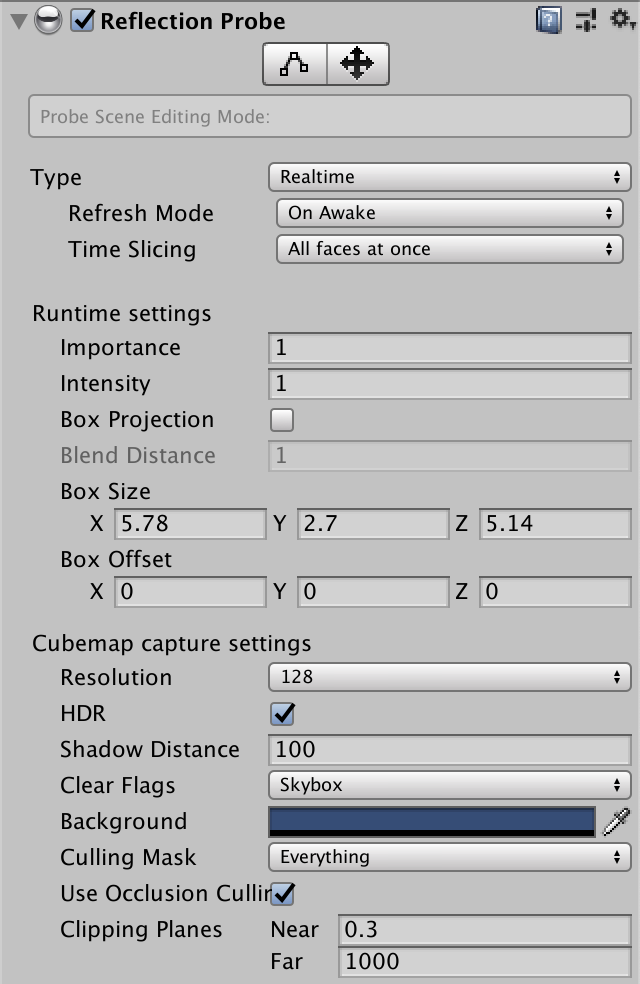 Reflection Probe
Probe Scene Editing Mode:
Type Realtime
Refresh Mode On Awake
Time Slicing All faces at once
Runtime settings
Importance 1
Intensity 1
Box Projection
Blend Distance 1
Box Size
X 5.78 Y 2.7 Z 5.14
Box Offset
X 0 Y 0 Z 0
Cubemap capture settings
Resolution 128
HDR
Shadow Distance 100
Clear Flags Skybox
Background
Culling Mask Everything
Use Occlusion Cullin
Clipping Planes Near 0.3
Far 1000